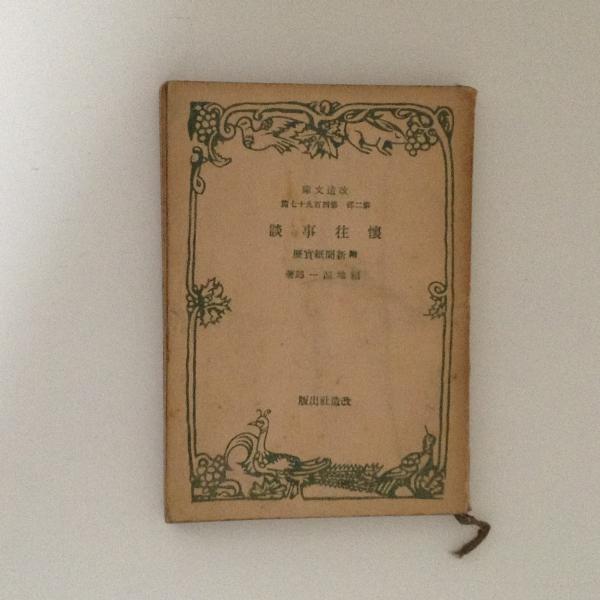 改造文庫
第二部 第四百九十七篇
懷往事談
附新聞紙實歷
福地源一郎著
改造社出版